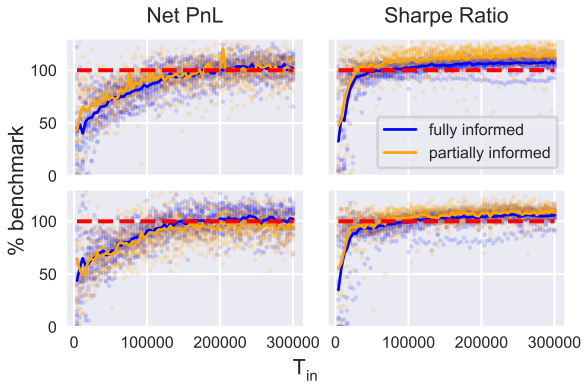 Net PnL
Sharpe Ratio
% benchmark
100
50
0
fully informed
partially informed
100
50
0
0 100000 200000 300000
0 100000 200000 300000
T_in